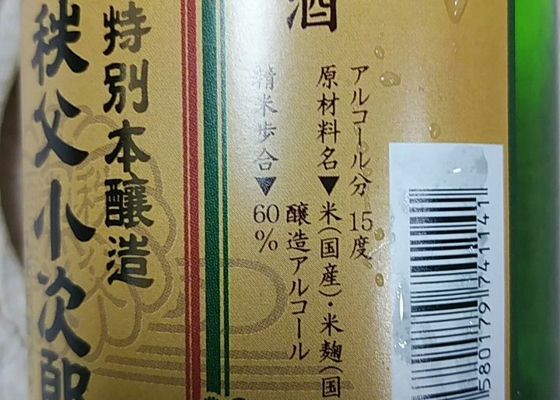 酒
アルコール分 15度
原材料名▼米(国産)・米麹(国
醸造アルコール
精米歩合▼60%
特別本醸造
秩父小次郎
580179741141